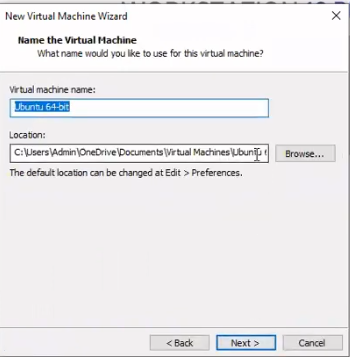 New Virtual Machine Wizard
Name the Virtual Machine
What name would you like to use for this virtual machine?
Virtual machine name:
Ubuntu 64-bit
Location:
C:\Users\Admin\OneDrive\Documents\Virtual Machines\Ubuntu
Browse...
The default location can be changed at Edit > Preferences.
< Back
Next >
Cancel